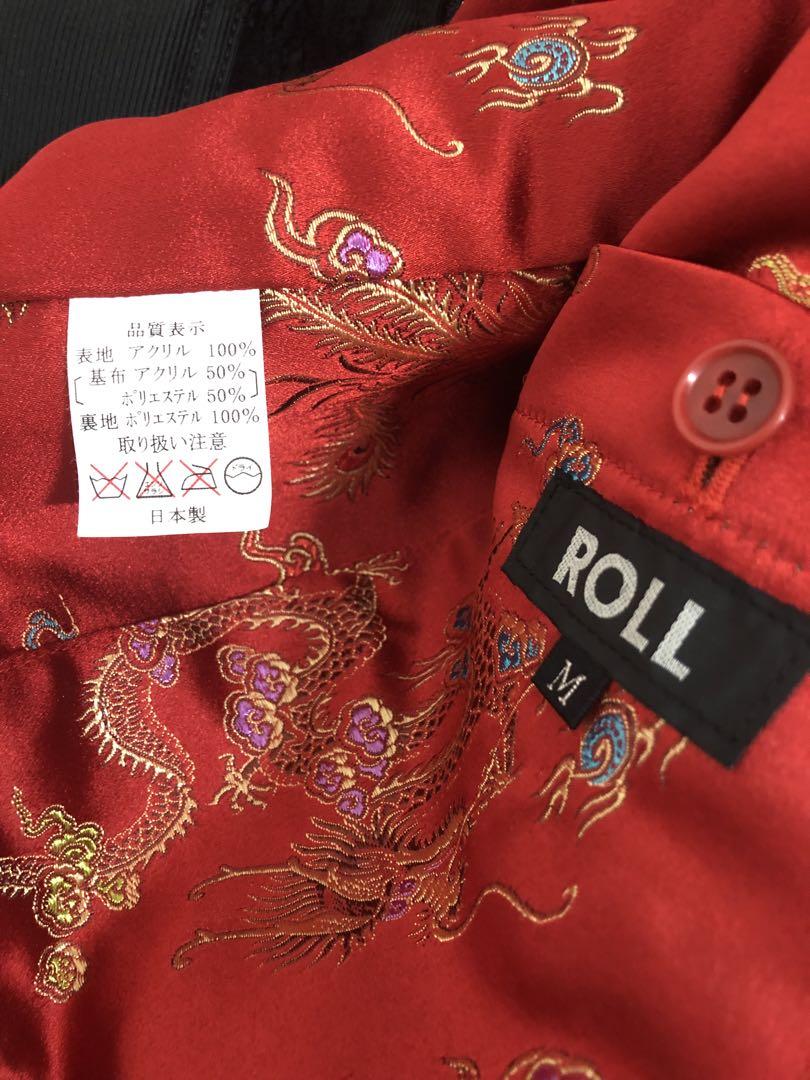 品質表示
表地 アクリル 100%
[基布 アクリル 50%
ポリエステル 50%]
裏地 ポリエステル 100%
取り扱い注意
ドライ
日本製
ROLL
M